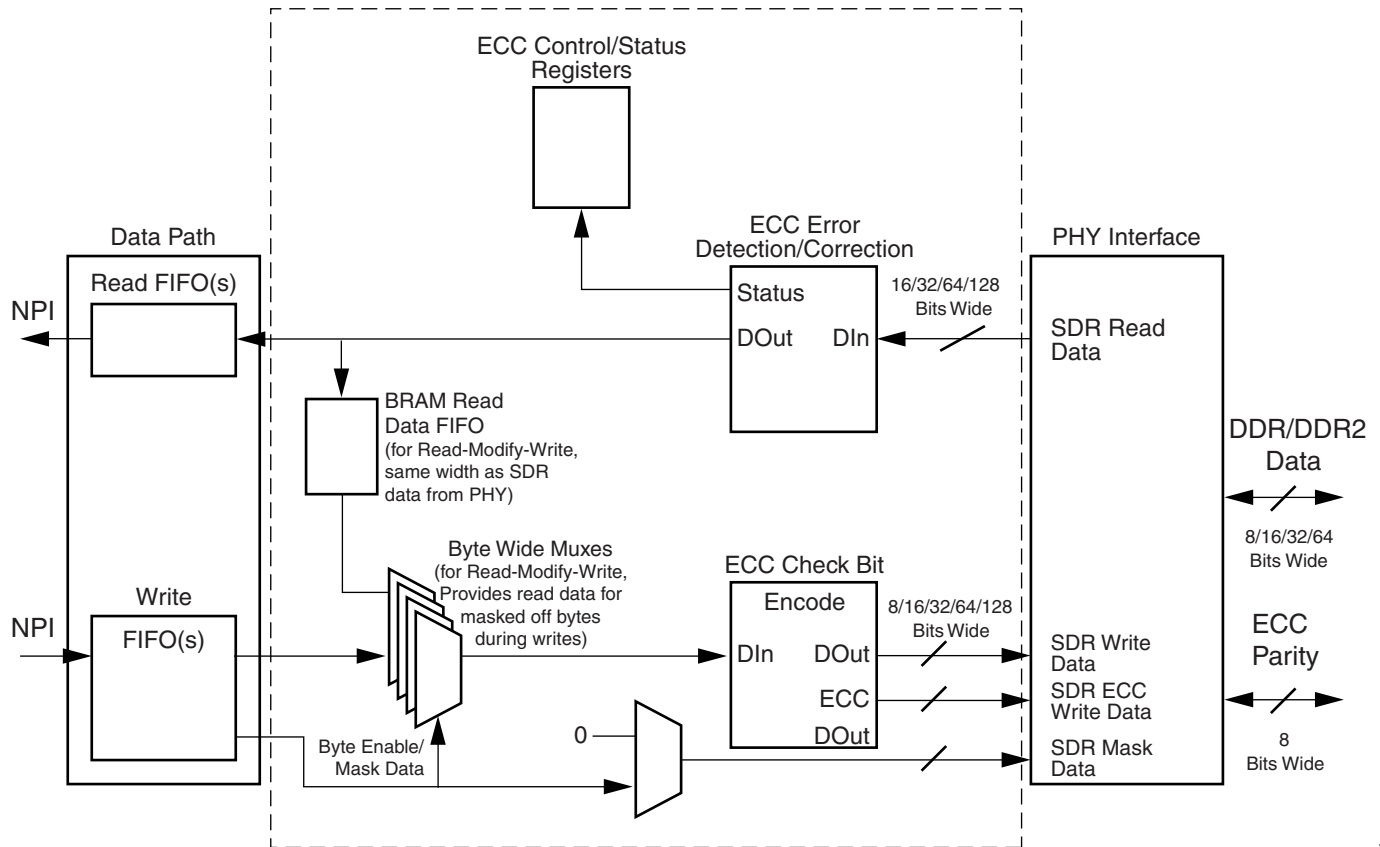 ECC Control/Status
Registers
Data Path
Read FIFO(s)
NPI
ECC Error
Detection/Correction
Status
DOut
DIn
16/32/64/128
Bits Wide
PHY Interface
SDR Read
Data
BRAM Read
Data FIFO
(for Read-Modify-Write,
same width as SDR
data from PHY)
DDR/DDR2
Data
8/16/32/64
Bits Wide
Byte Wide Muxes
(for Read-Modify-Write,
Provides read data for
masked off bytes
during writes)
ECC Check Bit
Encode
DIn
DOut
ECC
DOut
8/16/32/64/128
Bits Wide
Write
FIFO(s)
NPI
SDR Write
Data
SDR ECC
Write Data
SDR Mask
Data
ECC
Parity
8
Bits Wide
0
Byte Enable/
Mask Data